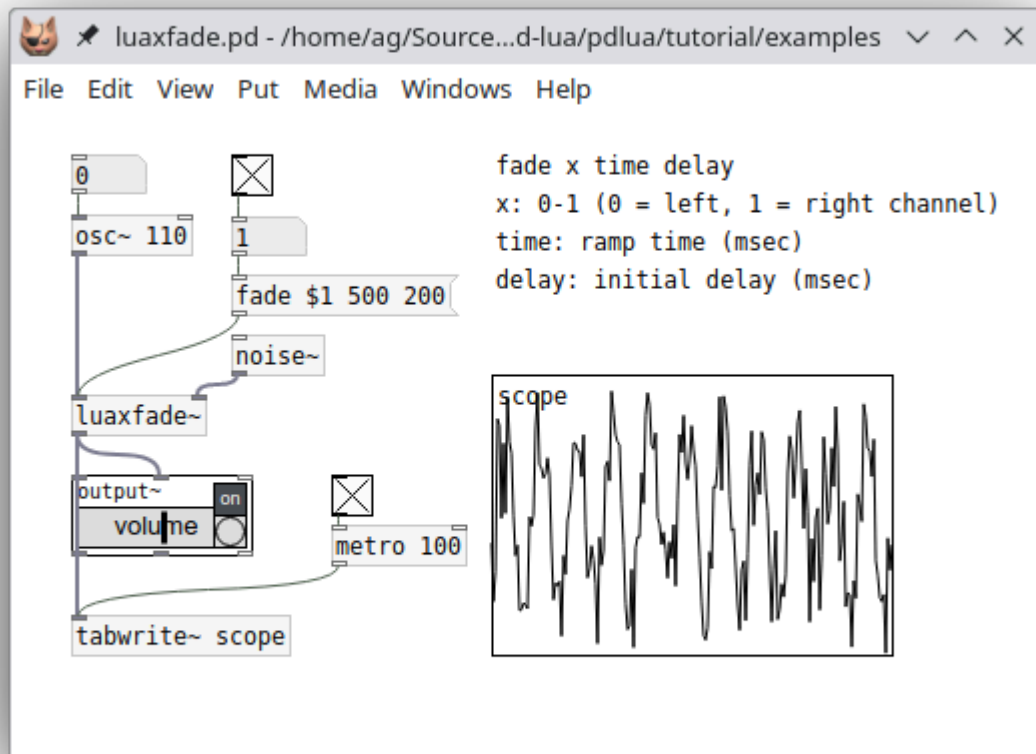 luaxfade.pd - /home/ag/Source...d-lua/pdlua/tutorial/examples
File Edit View Put Media Windows Help
0
osc~ 110
1
fade $1 500 200
noise~
luaxfade~
output~
on
volume
metro 100
tabwrite~ scope
fade x time delay
x: 0-1 (0 = left, 1 = right channel)
time: ramp time (msec)
delay: initial delay (msec)
scope